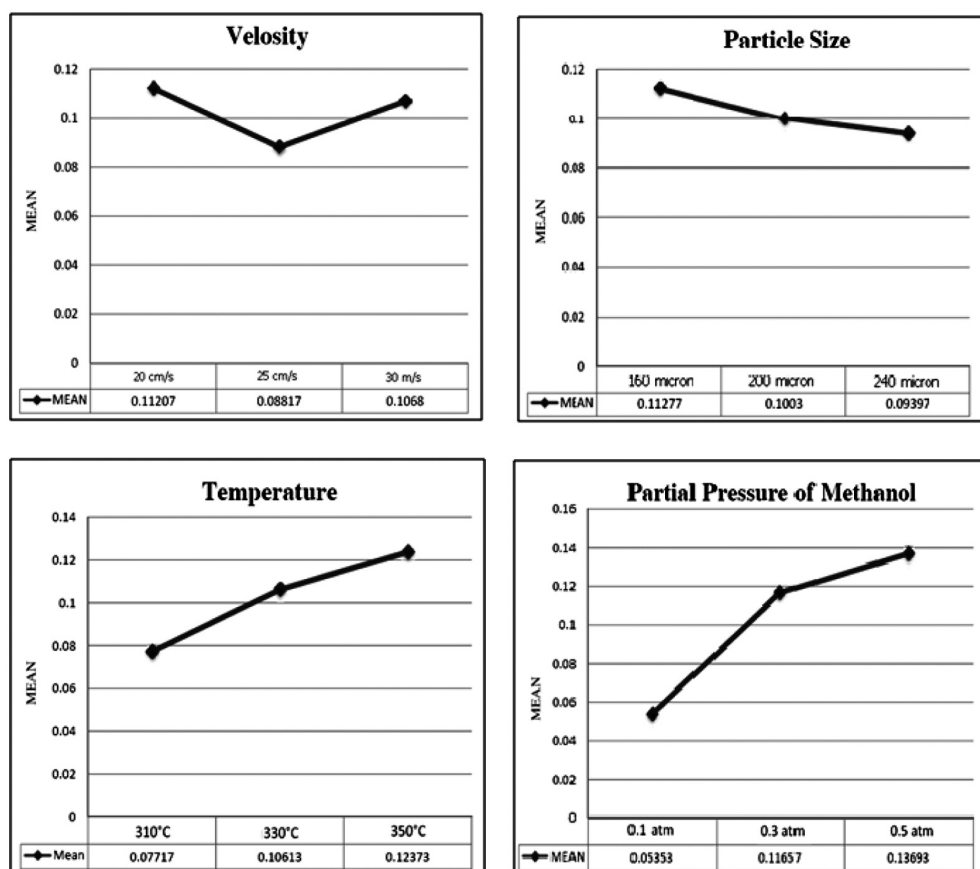 Velosity
0.12
0.1
0.08
0.06
0.04
0.02
0
MEAN
20 cm/s 25 cm/s 30 m/s
MEAN 0.11207 0.08817 0.1068
Particle Size
0.12
0.1
0.08
0.06
0.04
0.02
0
MEAN
160 micron 200 micron 240 micron
MEAN 0.11277 0.1003 0.09397
Temperature
0.14
0.12
0.1
0.08
0.06
0.04
0.02
0
MEAN
310°C 330°C 350°C
Mean 0.07717 0.10613 0.12373
Partial Pressure of Methanol
0.16
0.14
0.12
0.1
0.08
0.06
0.04
0.02
0
MEAN
0.1 atm 0.3 atm 0.5 atm
MEAN 0.05353 0.11657 0.13693